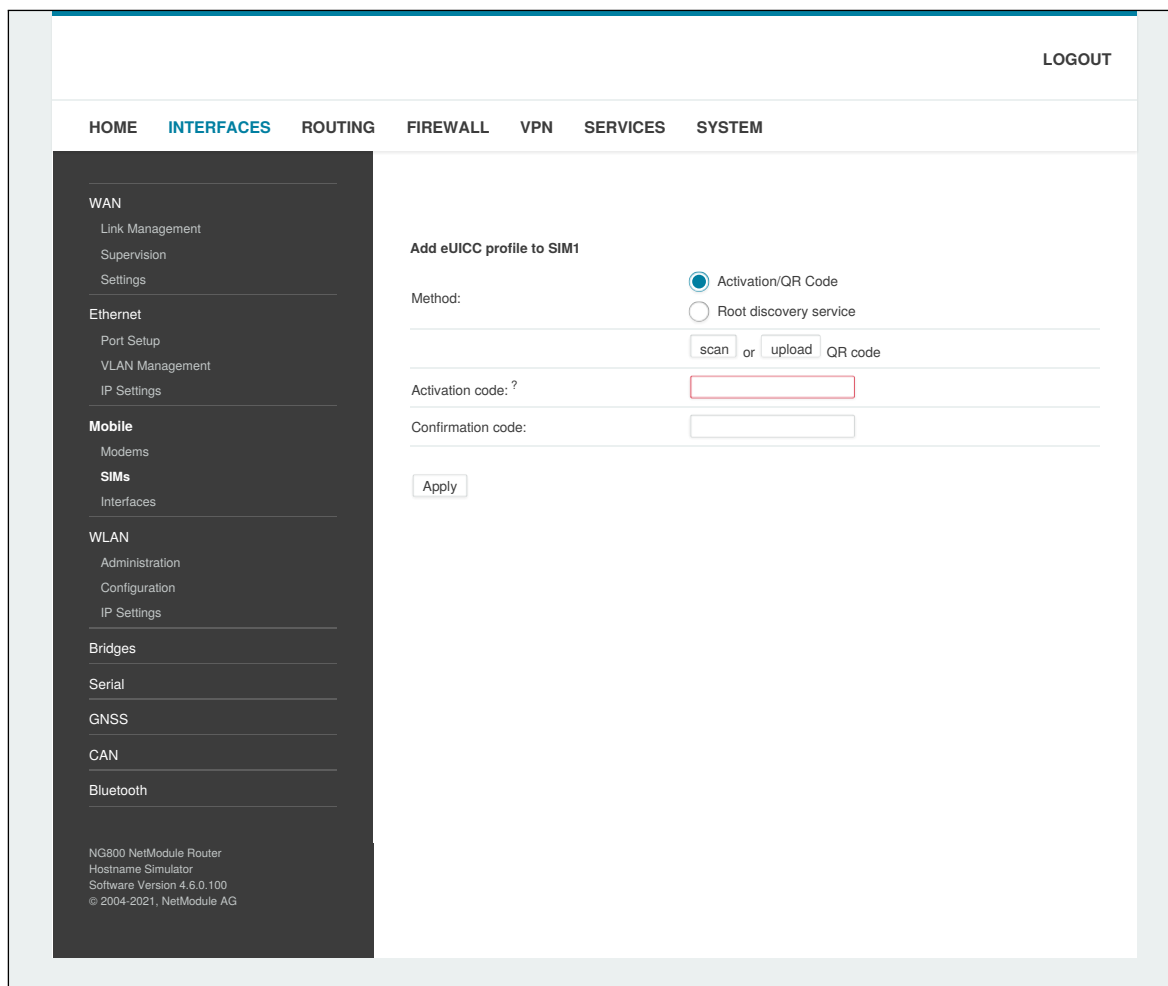 LOGOUT
HOME INTERFACES ROUTING FIREWALL VPN SERVICES SYSTEM
WAN
Link Management
Supervision
Settings
Ethernet
Port Setup
VLAN Management
IP Settings
Mobile
Modems
SIMs
Interfaces
WLAN
Administration
Configuration
IP Settings
Bridges
Serial
GNSS
CAN
Bluetooth
NG800 NetModule Router
Hostname Simulator
Software Version 4.6.0.100
© 2004-2021, NetModule AG
Add eUICC profile to SIM1
Method:
Activation/QR Code
Root discovery service
scan or upload QR code
Activation code: ?
Confirmation code:
Apply